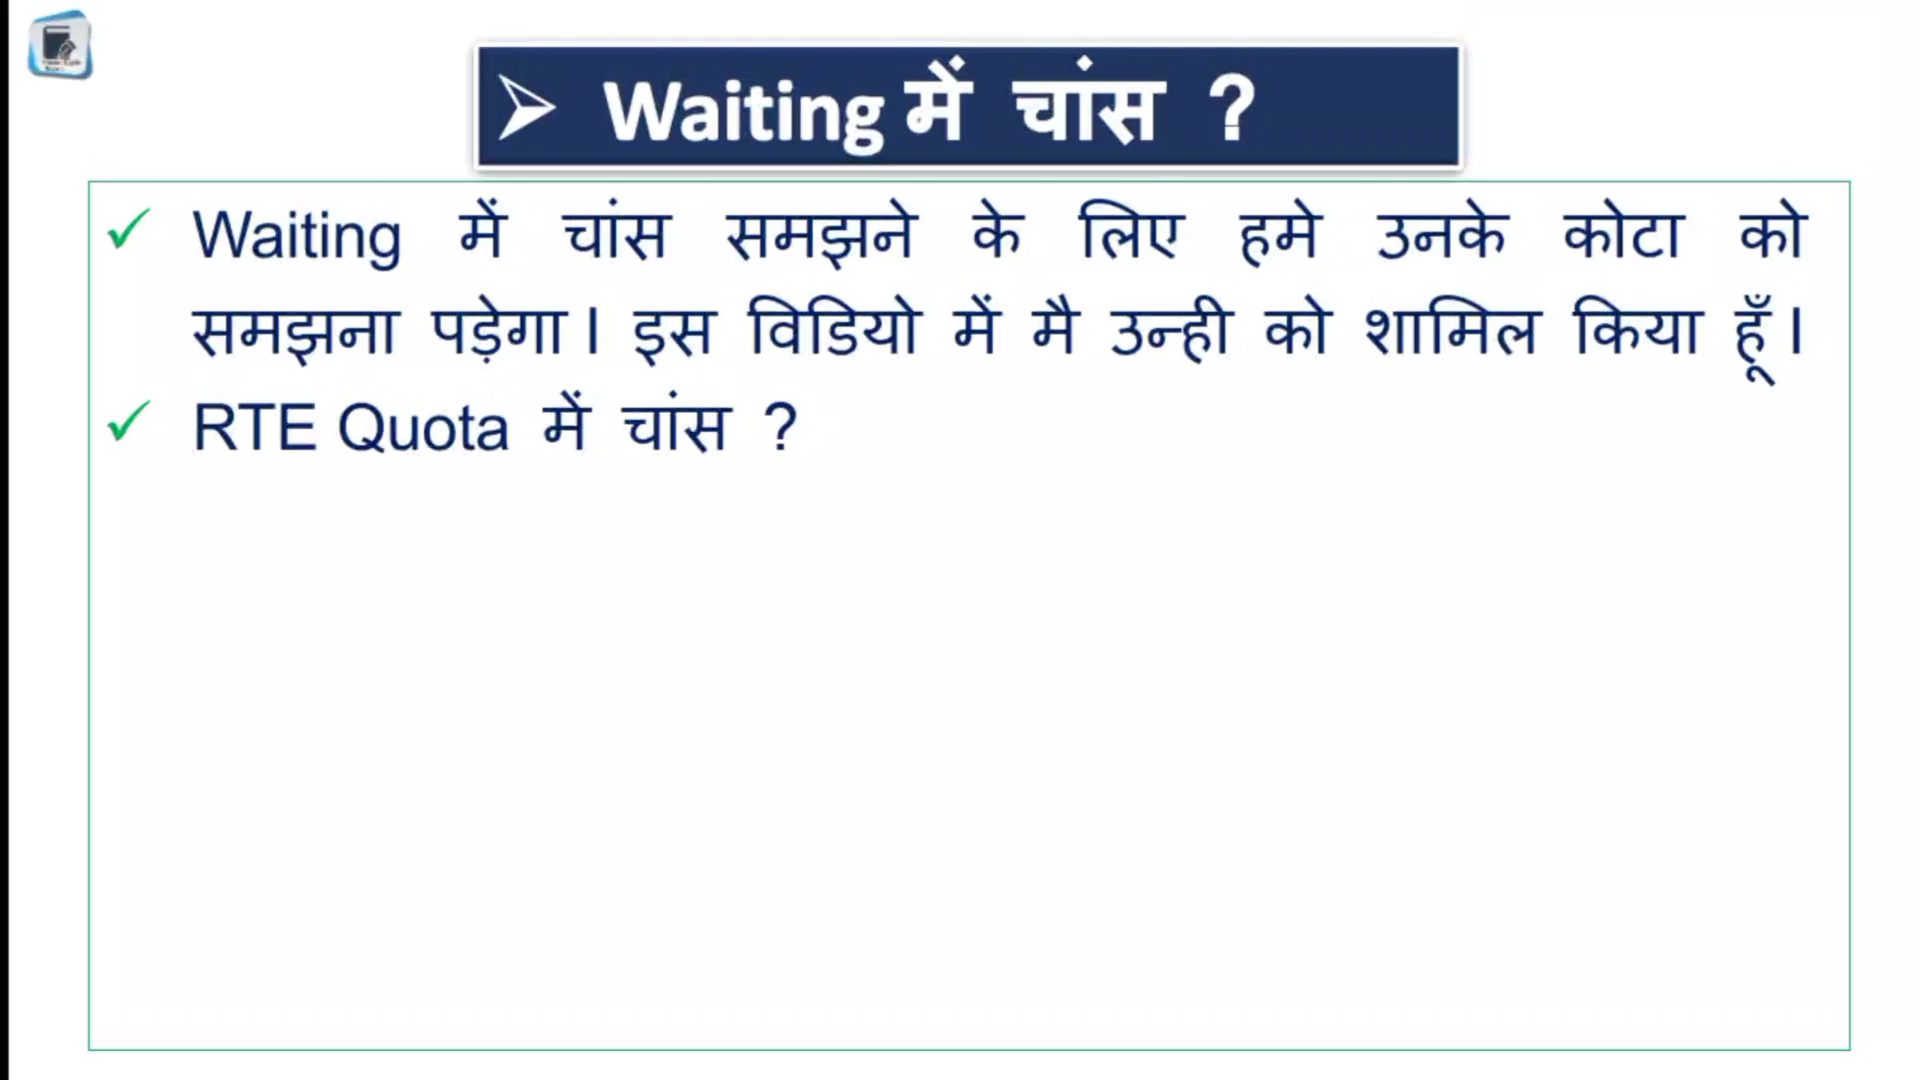 Waiting में चांस ?
Waiting में चांस समझने के लिए हमे उनके कोटा को
समझना पड़ेगा। इस विडियो में मै उन्ही को शामिल किया हूँ।
RTE Quota में चांस ?